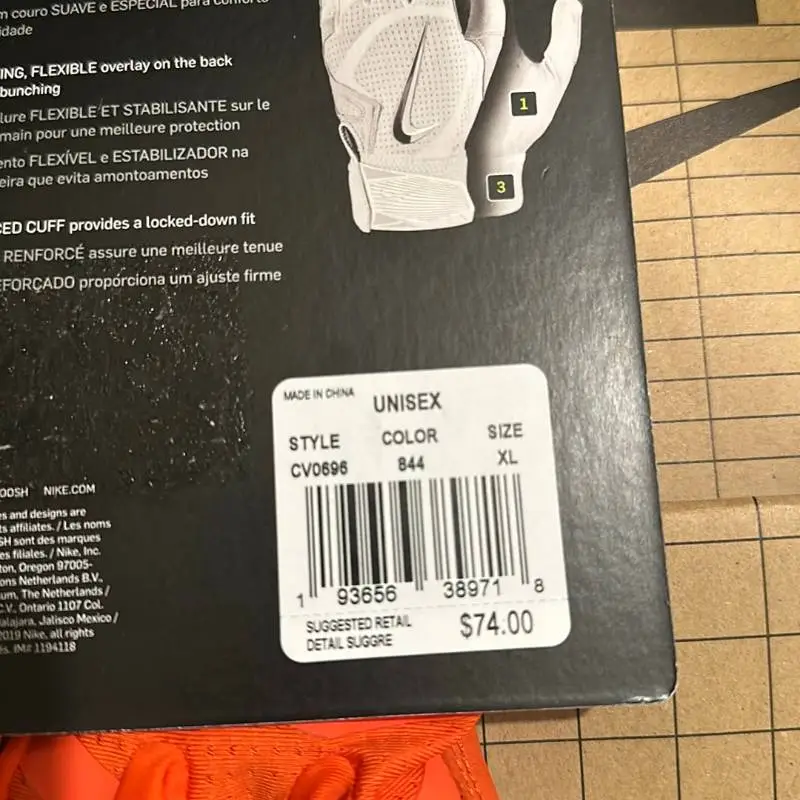 couro SUAVE e ESPECIAL para conforto
idade
ING, FLEXIBLE overlay on the back
bunching
lure FLEXIBLE ET STABILISANTE sur le
main pour une meilleure protection
ento FLEXÍVEL e ESTABILIZADOR na
eira que evita amontoamentos
CED CUFF provides a locked-down fit
RENFORCÉ assure une meilleure tenue
EFORÇADO proporciona um ajuste firme
1
3
OOSH NIKE.COM
es and designs are
ts affiliates. / Les noms
SH sont des marques
es filiales. / Nike, Inc.
ton, Oregon 97005-
ons Netherlands B.V.,
um, The Netherlands /
C.V. Ontario 1107 Col.
alajara, Jalisco Mexico /
2019 Nike, all rights
s. IM# 1194118
MADE IN CHINA
UNISEX
STYLE COLOR SIZE
CV0696 844 XL
1 93656 38971 8
SUGGESTED RETAIL
DETAIL SUGGRE
$74.00